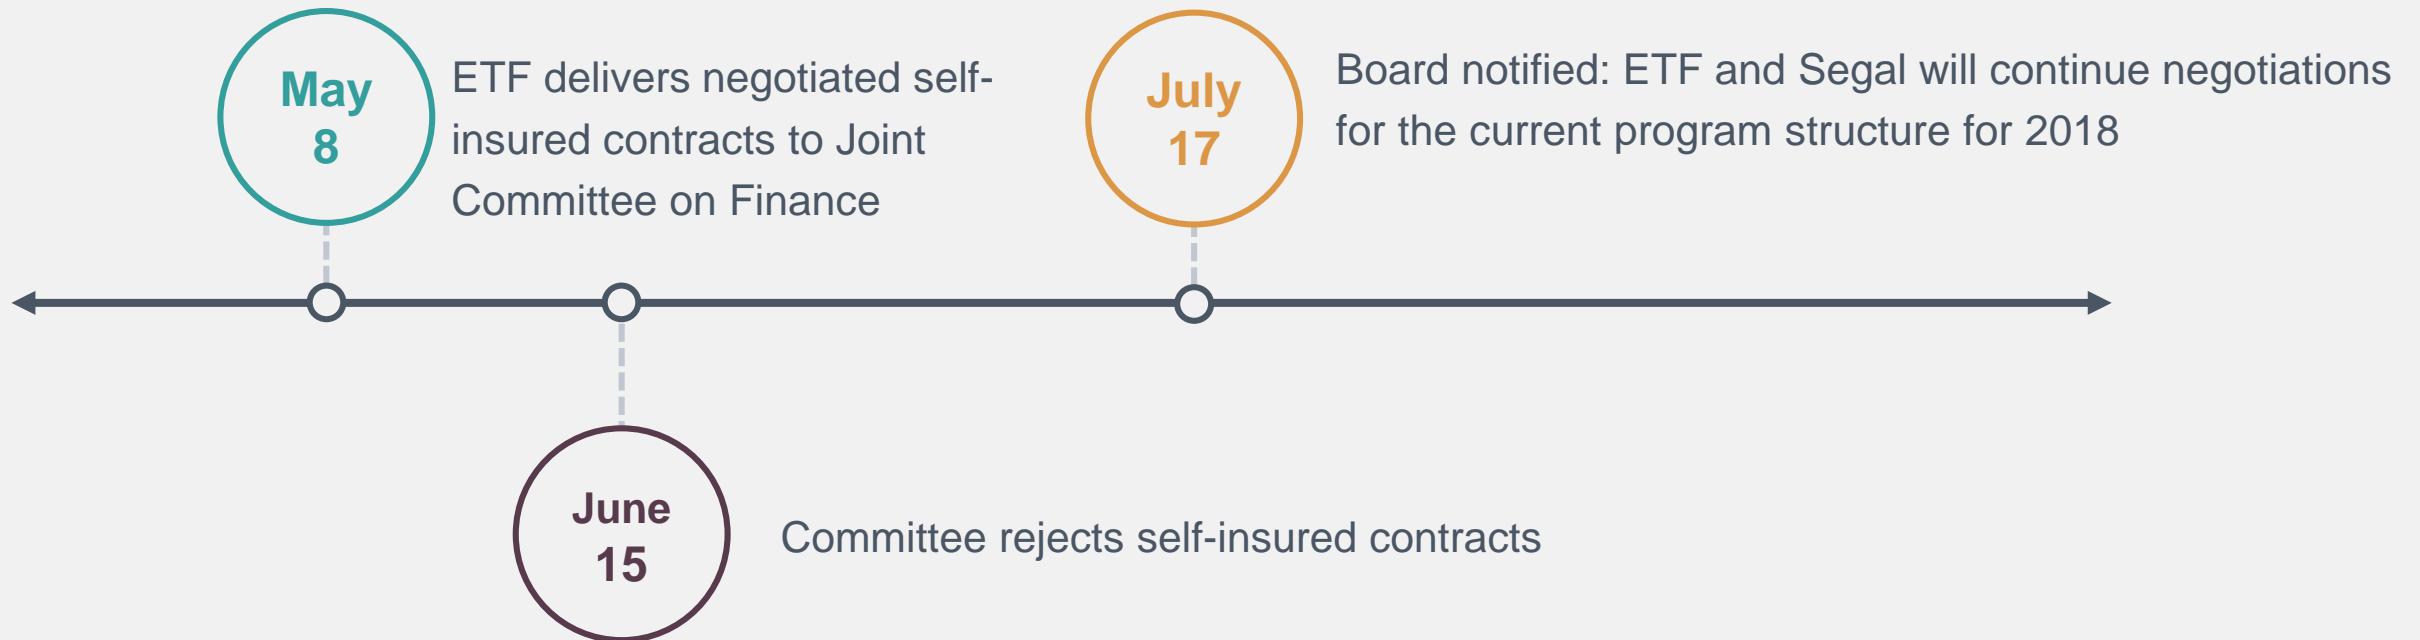 May
8
ETF delivers negotiated self-
insured contracts to Joint
Committee on Finance
July
17
Board notified: ETF and Segal will continue negotiations
for the current program structure for 2018
June
15
Committee rejects self-insured contracts